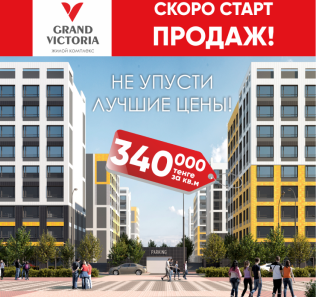 GRAND
VICTORIA
ЖИЛОЙ КОМПЛЕКС
СКОРО СТАРТ
ПРОДАЖ!
НЕ УПУСТИ
ЛУЧШИЕ ЦЕНЫ!
340 000
тенге
за кв.м
PARKING